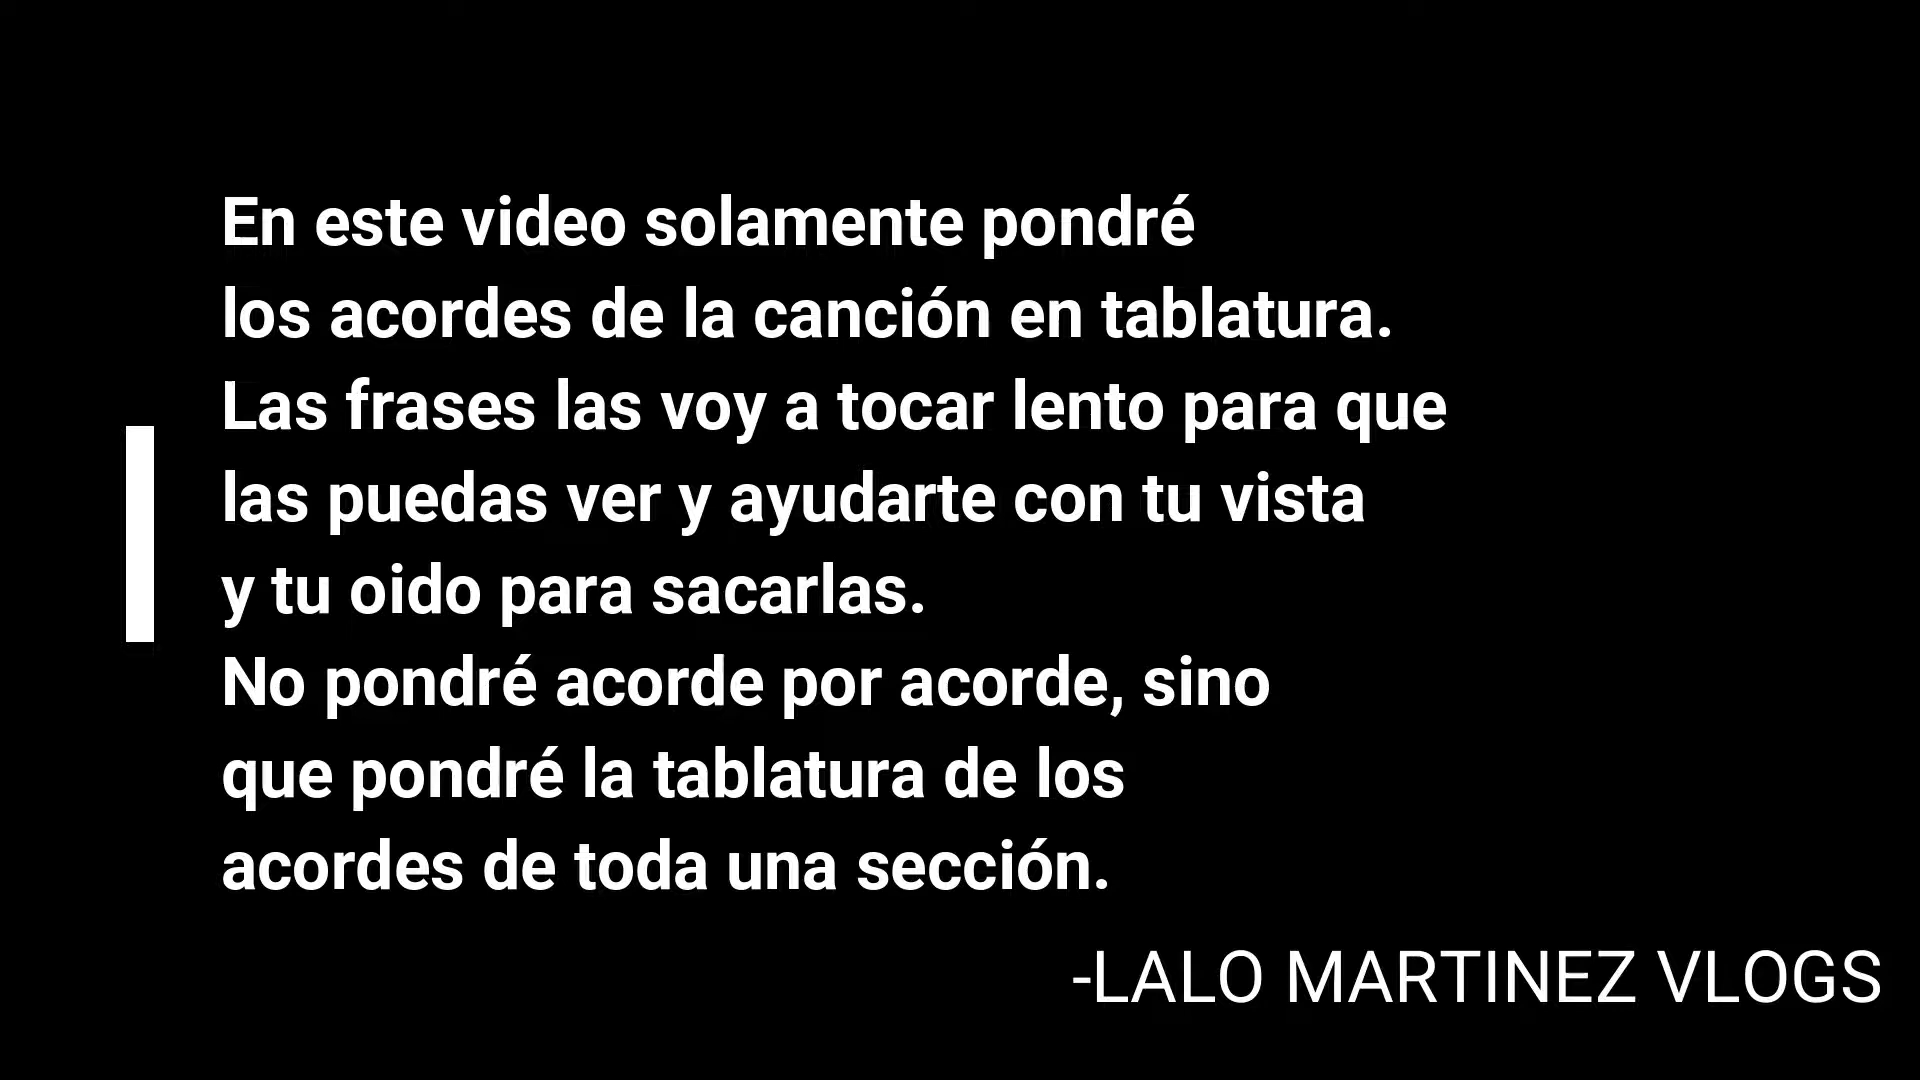 En este video solamente pondré
los acordes de la canción en tablatura.
Las frases las voy a tocar lento para que
las puedas ver y ayudarte con tu vista
y tu oido para sacarlas.
No pondré acorde por acorde, sino
que pondré la tablatura de los
acordes de toda una sección.
-LALO MARTINEZ VLOGS